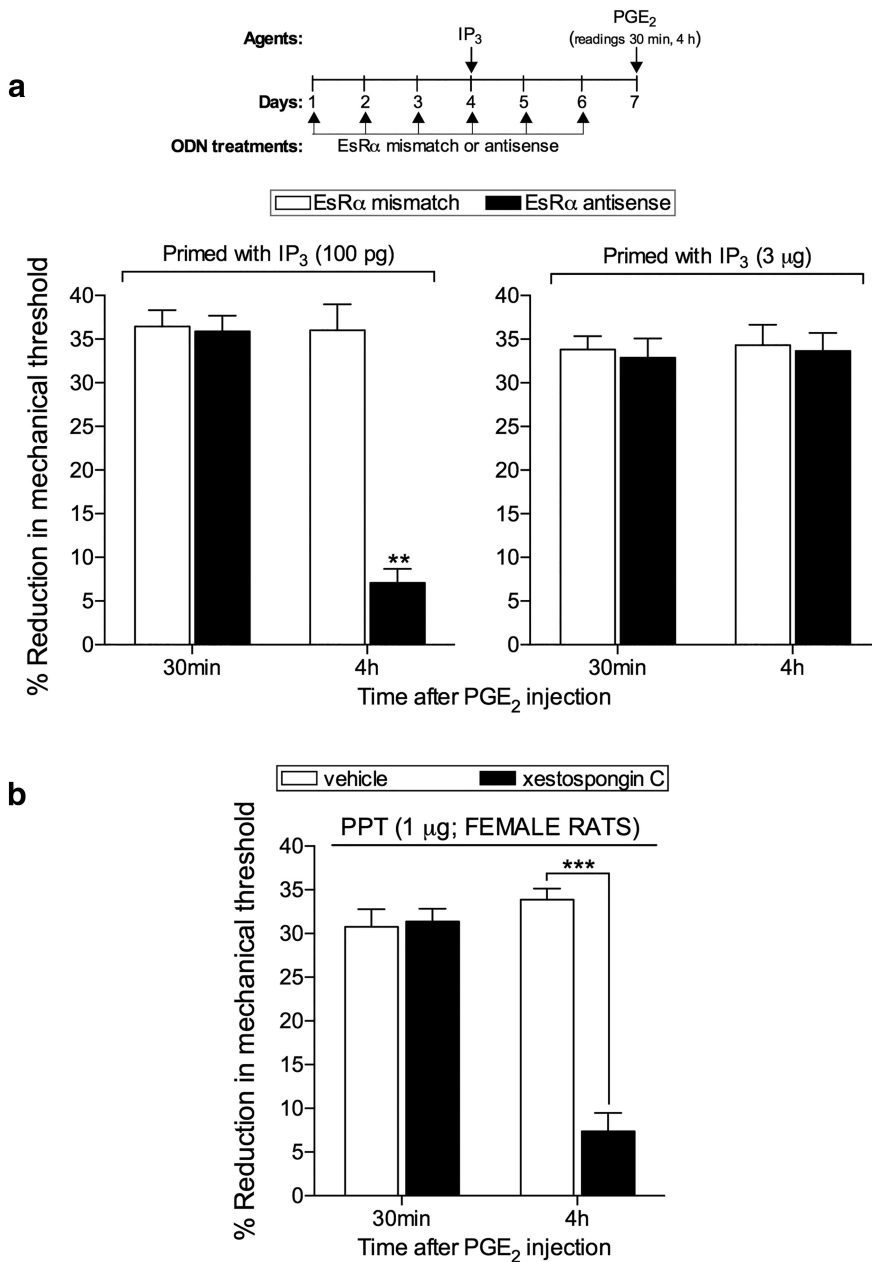 a
Agents:
IP3
PGE2
(readings 30 min, 4 h)
Days: 1 2 3 4 5 6 7
ODN treatments: EsRα mismatch or antisense
EsRα mismatch EsRα antisense
Primed with IP3 (100 pg)
% Reduction in mechanical threshold
40
35
30
25
20
15
10
5
0
**
30min 4h
Primed with IP3 (3 μg)
40
35
30
25
20
15
10
5
0
30min 4h
Time after PGE2 injection
b
vehicle xestospongin C
PPT (1 μg; FEMALE RATS)
% Reduction in mechanical threshold
40
35
30
25
20
15
10
5
0
***
30min 4h
Time after PGE2 injection